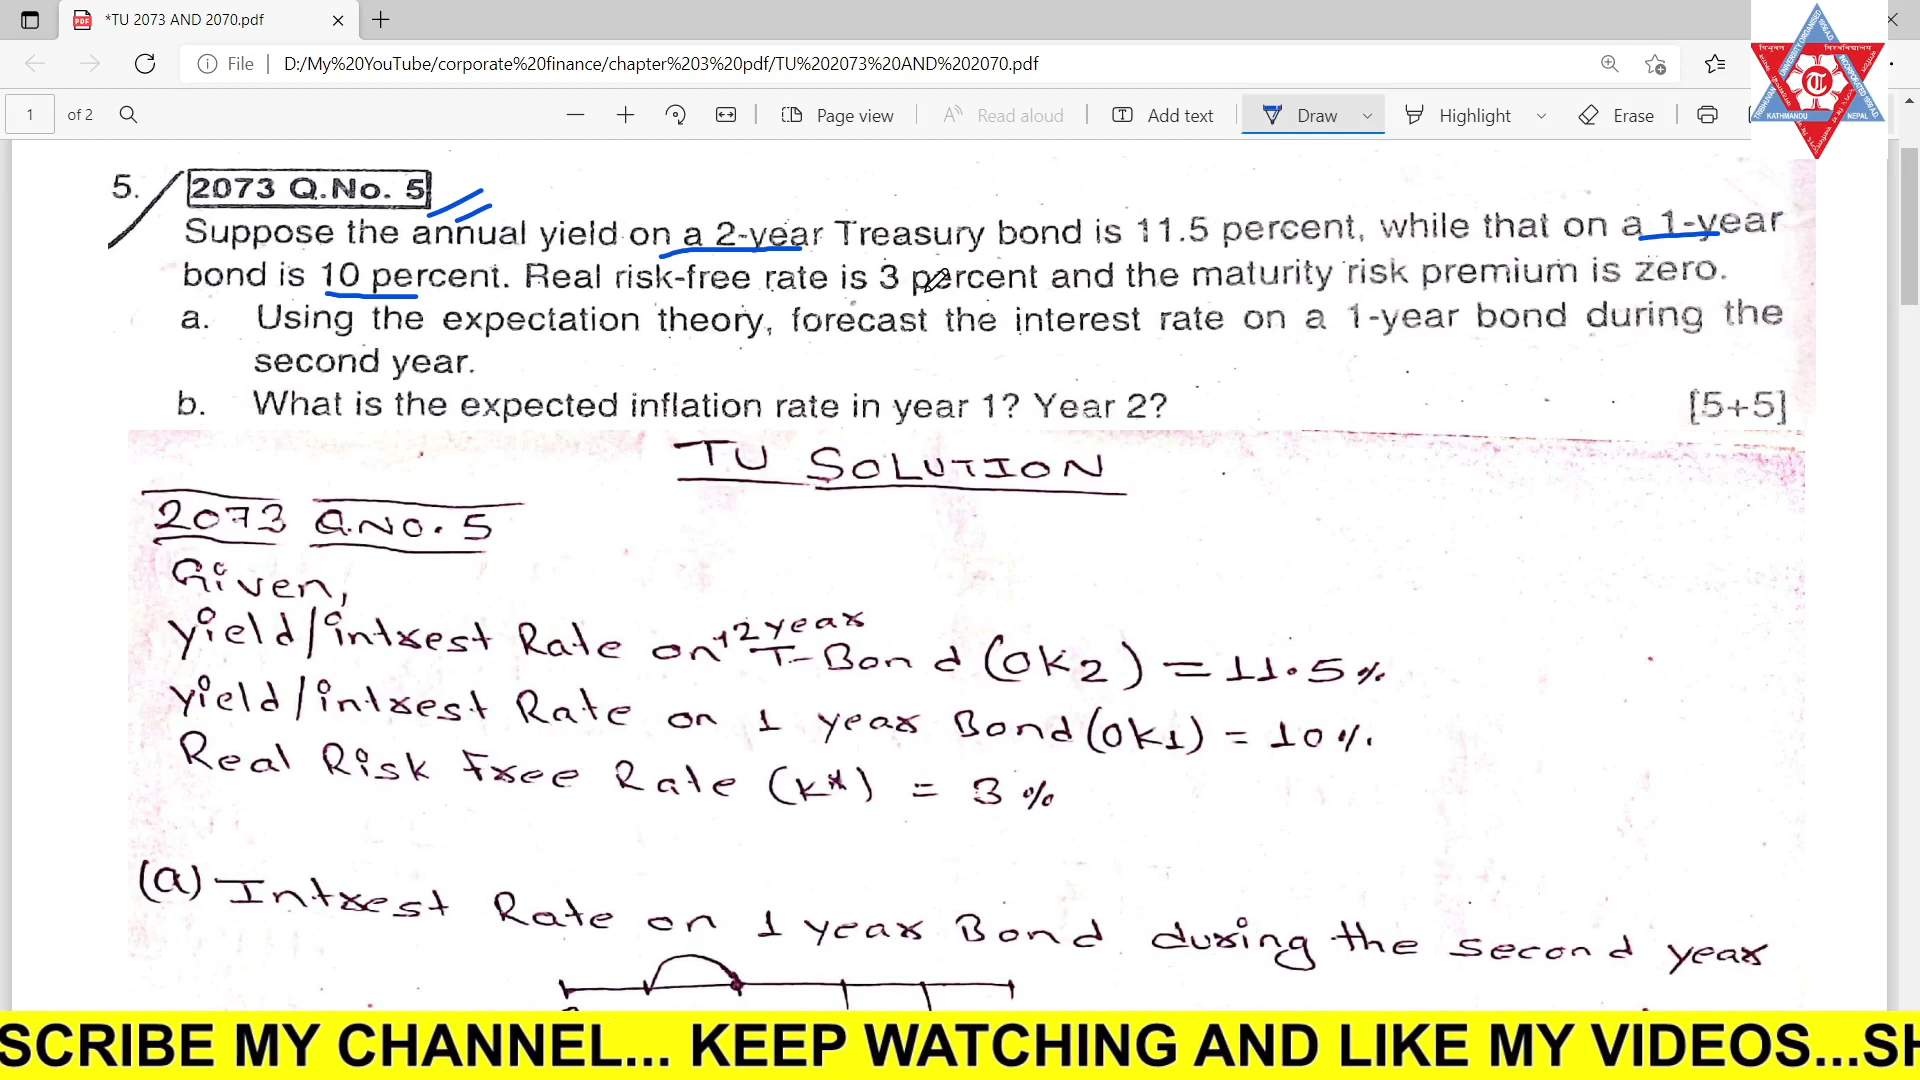 *TU 2073 AND 2070.pdf
File D:/My%20YouTube/corporate%20finance/chapter%203%20pdf/TU%202073%20AND%202070.pdf
1 of 2 Page view Read aloud Add text Draw Highlight Erase
KATHMANDU NEPAL
5. 2073 Q.No. 5
Suppose the annual yield on a 2-year Treasury bond is 11.5 percent, while that on a 1-year
bond is 10 percent. Real risk-free rate is 3 percent and the maturity risk premium is zero.
a. Using the expectation theory, forecast the interest rate on a 1-year bond during the
second year.
b. What is the expected inflation rate in year 1? Year 2? [5+5]
TU SOLUTION
2073 Q.NO. 5
Given,
yield/intrest Rate on 2 year T-Bond (0K2) = 11.5%
yield/intrest Rate on 1 year Bond (0K1) = 10%
Real Risk Free Rate (K*) = 3%
(a) Intrest Rate on 1 year Bond during the second year
SCRIBE MY CHANNEL... KEEP WATCHING AND LIKE MY VIDEOS...SH